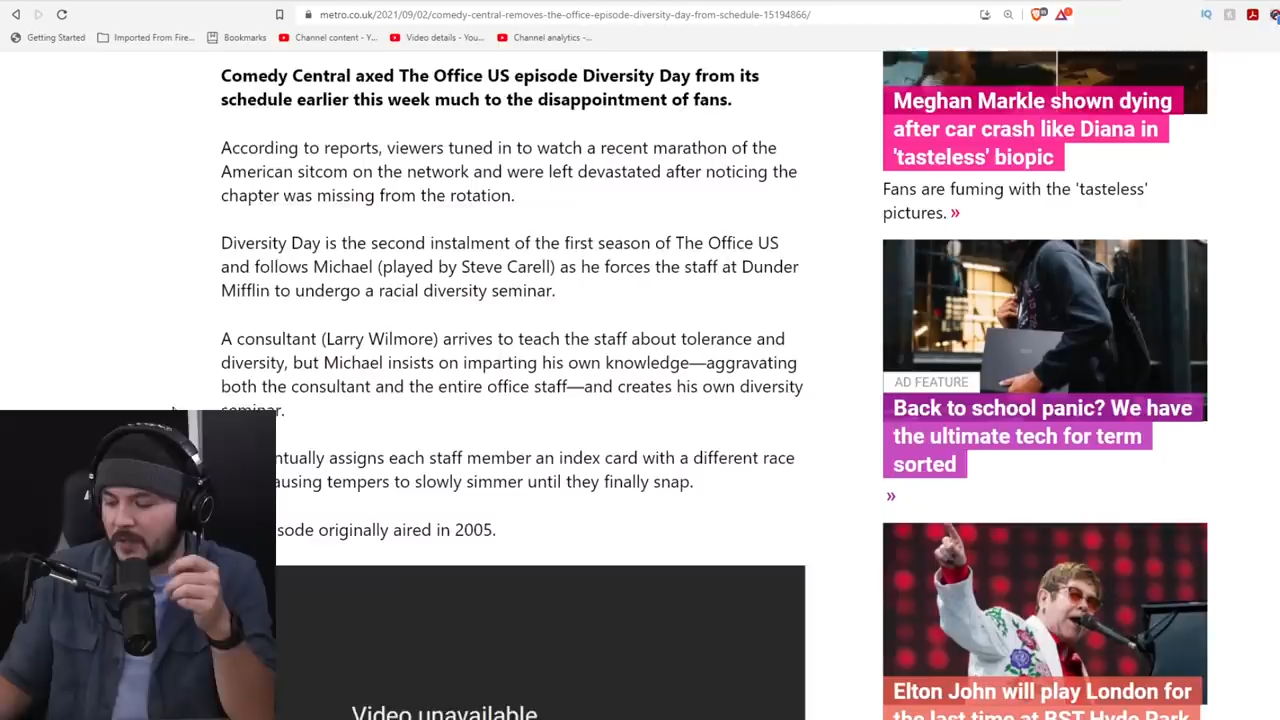 metro.co.uk/2021/09/02/comedy-central-removes-the-office-episode-diversity-day-from-schedule-15194866/
Getting Started
Imported From Fire...
Bookmarks
Channel content - Y...
Video details - You...
Channel analytics -...
Comedy Central axed The Office US episode Diversity Day from its
schedule earlier this week much to the disappointment of fans.
According to reports, viewers tuned in to watch a recent marathon of the
American sitcom on the network and were left devastated after noticing the
chapter was missing from the rotation.
Diversity Day is the second instalment of the first season of The Office US
and follows Michael (played by Steve Carell) as he forces the staff at Dunder
Mifflin to undergo a racial diversity seminar.
A consultant (Larry Wilmore) arrives to teach the staff about tolerance and
diversity, but Michael insists on imparting his own knowledge—aggravating
both the consultant and the entire office staff—and creates his own diversity
seminar.
ntually assigns each staff member an index card with a different race
ausing tempers to slowly simmer until they finally snap.
sode originally aired in 2005.
Video unavailable
Meghan Markle shown dying
after car crash like Diana in
'tasteless' biopic
Fans are fuming with the 'tasteless'
pictures. »
AD FEATURE
Back to school panic? We have
the ultimate tech for term
sorted
»
Elton John will play London for
the last time at BST Hyde Park